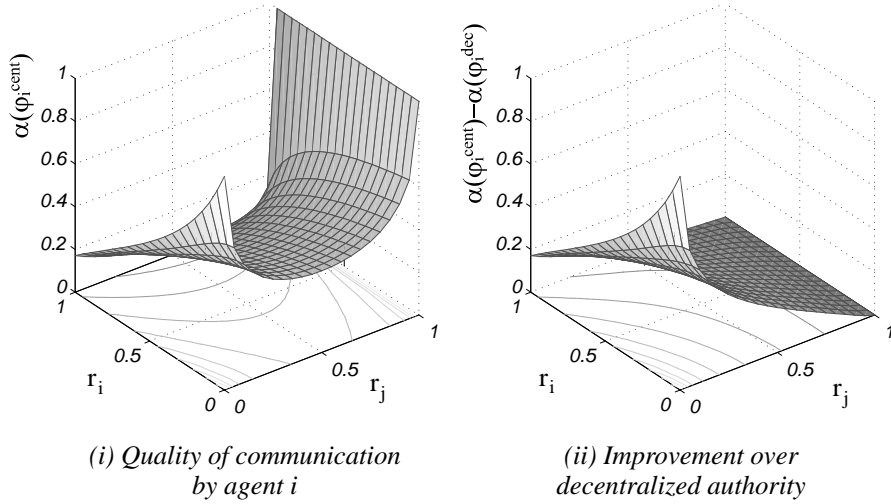 α(φ_i^cent)
1
0.8
0.6
0.4
0.2
0
1
0.5
0
r_i
0
0.5
1
r_j
(i) Quality of communication
by agent i
α(φ_i^cent)−α(φ_i^dec)
1
0.8
0.6
0.4
0.2
0
1
0.5
0
r_i
0
0.5
1
r_j
(ii) Improvement over
decentralized authority